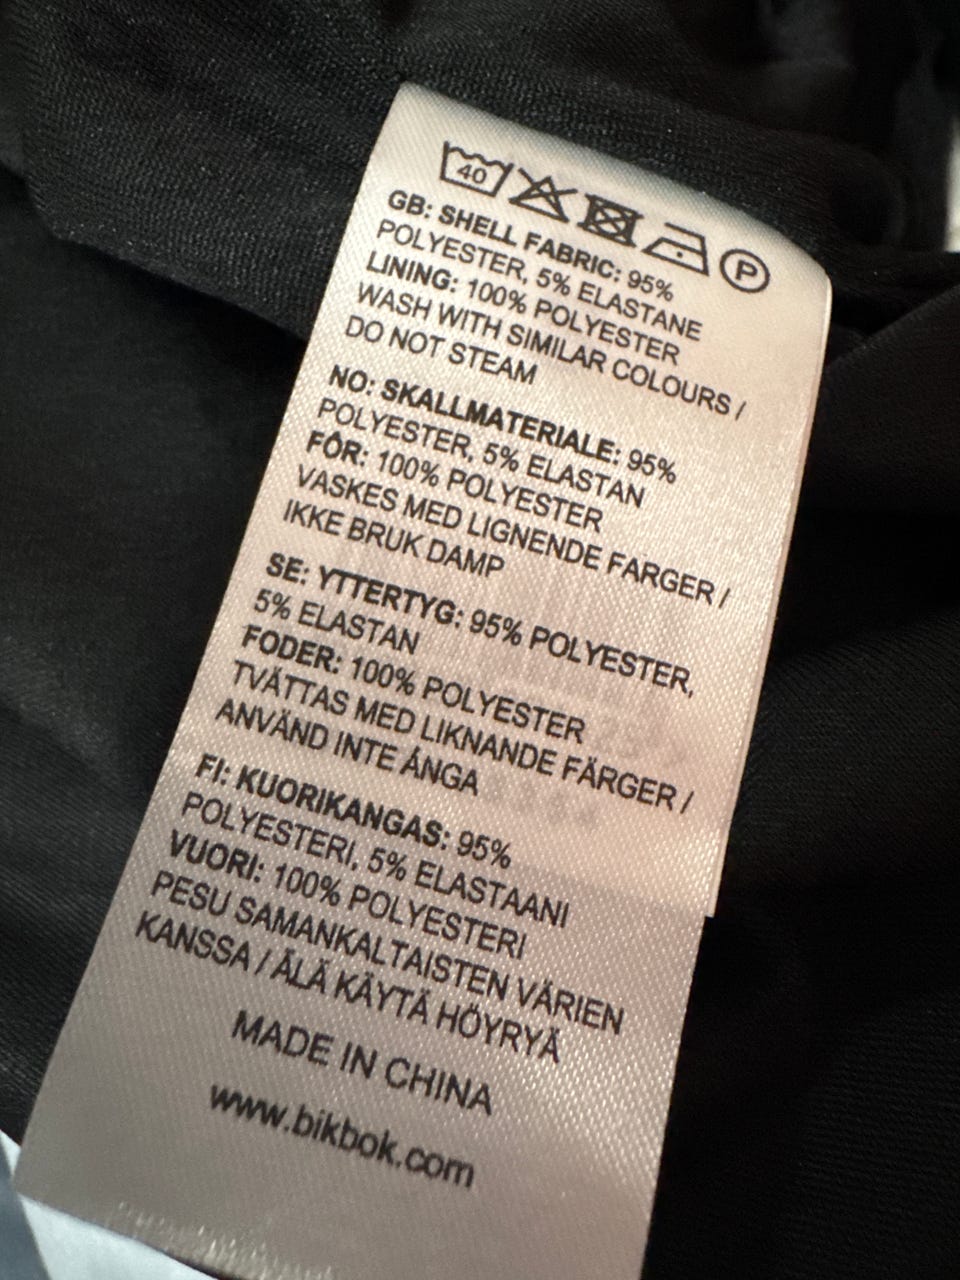 40 P
GB: SHELL FABRIC: 95%
POLYESTER, 5% ELASTANE
LINING: 100% POLYESTER
WASH WITH SIMILAR COLOURS /
DO NOT STEAM
NO: SKALLMATERIALE: 95%
POLYESTER, 5% ELASTAN
FÔR: 100% POLYESTER
VASKES MED LIGNENDE FARGER /
IKKE BRUK DAMP
SE: YTTERTYG: 95% POLYESTER,
5% ELASTAN
FODER: 100% POLYESTER
TVÄTTAS MED LIKNANDE FÄRGER /
ANVÄND INTE ÅNGA
FI: KUORIKANGAS: 95%
POLYESTERI, 5% ELASTAANI
VUORI: 100% POLYESTERI
PESU SAMANKALTAISTEN VÄRIEN
KANSSA / ÄLÄ KÄYTÄ HÖYRYÄ
MADE IN CHINA
www.bikbok.com